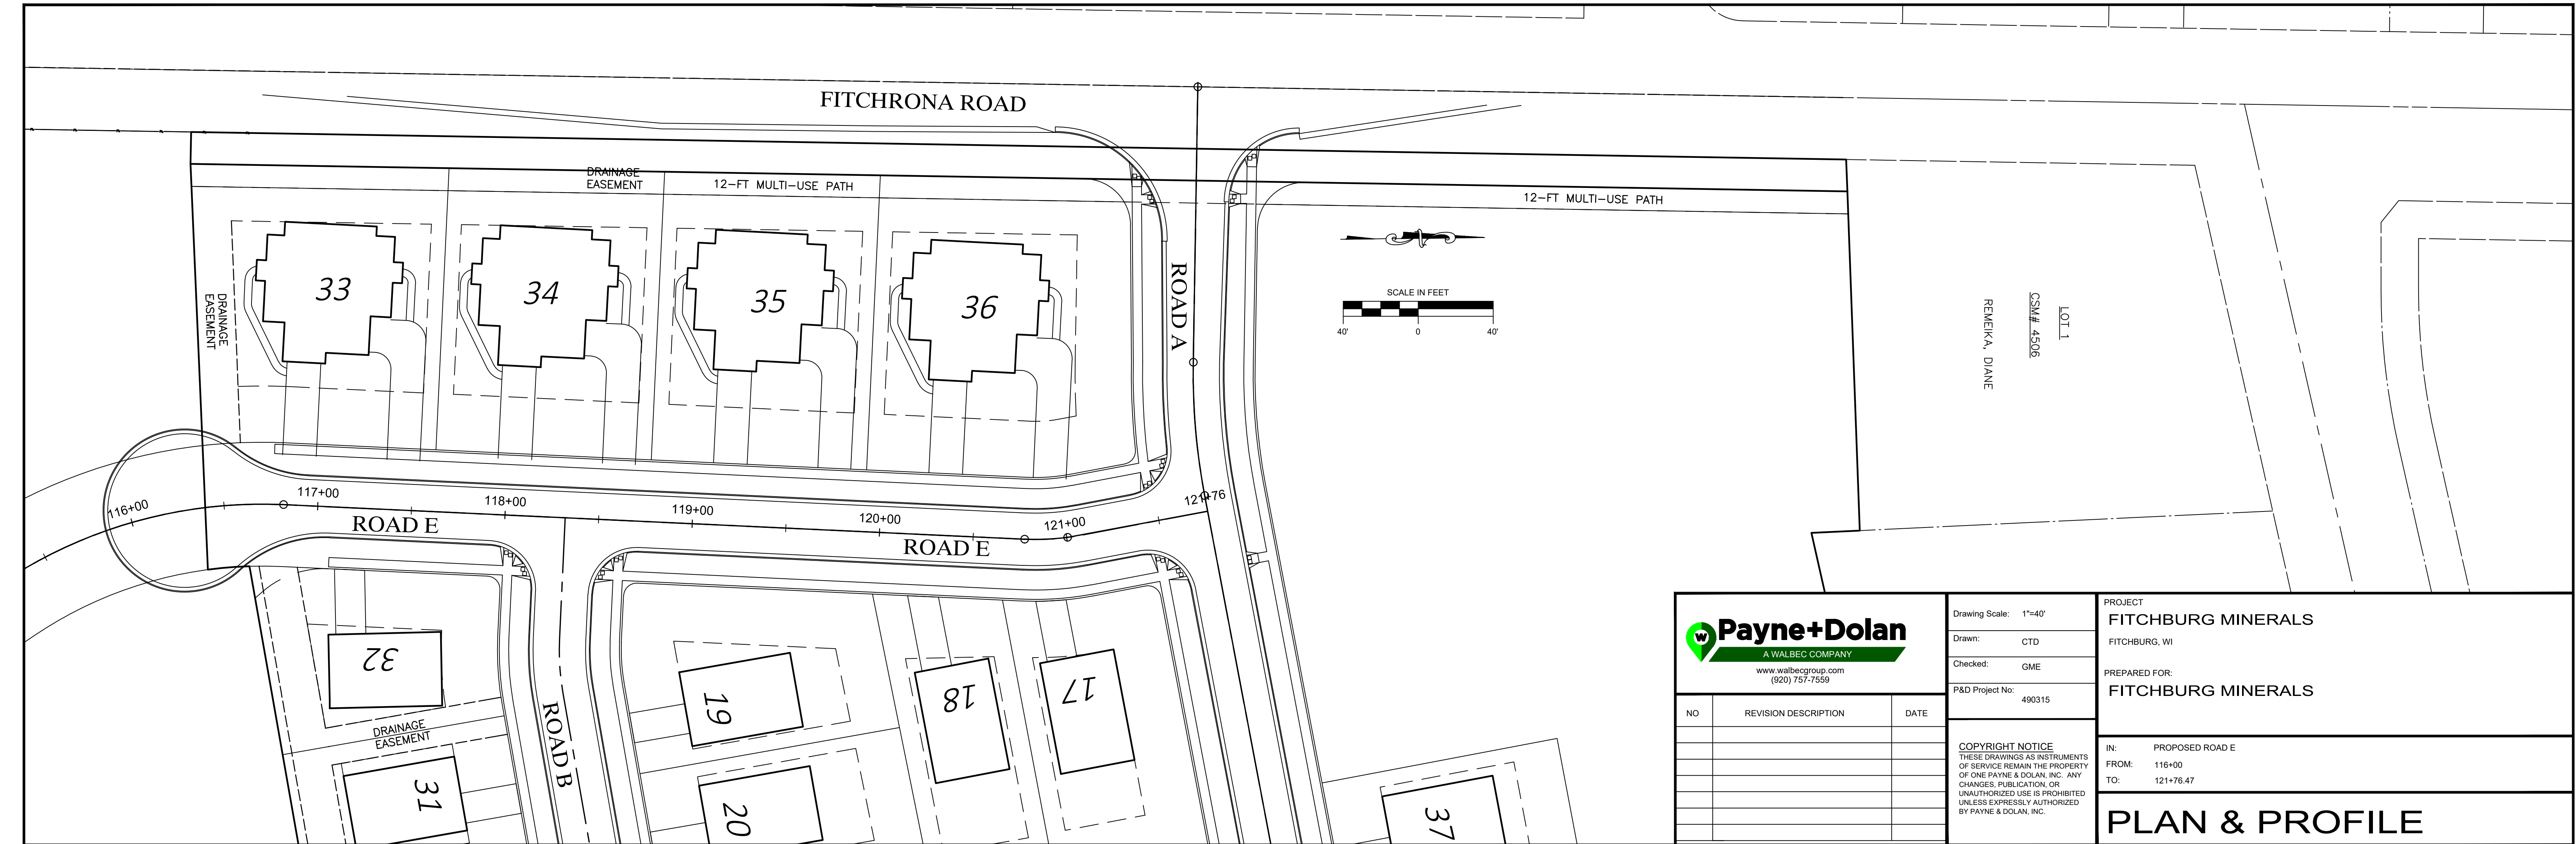 FITCHRONA ROAD
DRAINAGE
EASEMENT
12-FT MULTI-USE PATH
12-FT MULTI-USE PATH
33
34
35
36
DRAINAGE
EASEMENT
ROAD A
SCALE IN FEET
40'
0
40'
LOT 1
CSM# 4506
REMEIKA, DIANE
116+00
117+00
118+00
119+00
120+00
121+00
121+76
ROAD E
ROAD E
32
19
18
17
DRAINAGE
EASEMENT
ROAD B
31
20
37
W
Payne+Dolan
A WALBEC COMPANY
www.walbecgroup.com
(920) 757-7559
NO REVISION DESCRIPTION DATE
Drawing Scale: 1"=40'
Drawn: CTD
Checked: GME
P&D Project No: 490315
COPYRIGHT NOTICE
THESE DRAWINGS AS INSTRUMENTS
OF SERVICE REMAIN THE PROPERTY
OF ONE PAYNE & DOLAN, INC. ANY
CHANGES, PUBLICATION, OR
UNAUTHORIZED USE IS PROHIBITED
UNLESS EXPRESSLY AUTHORIZED
BY PAYNE & DOLAN, INC.
PROJECT
FITCHBURG MINERALS
FITCHBURG, WI
PREPARED FOR:
FITCHBURG MINERALS
IN: PROPOSED ROAD E
FROM: 116+00
TO: 121+76.47
PLAN & PROFILE